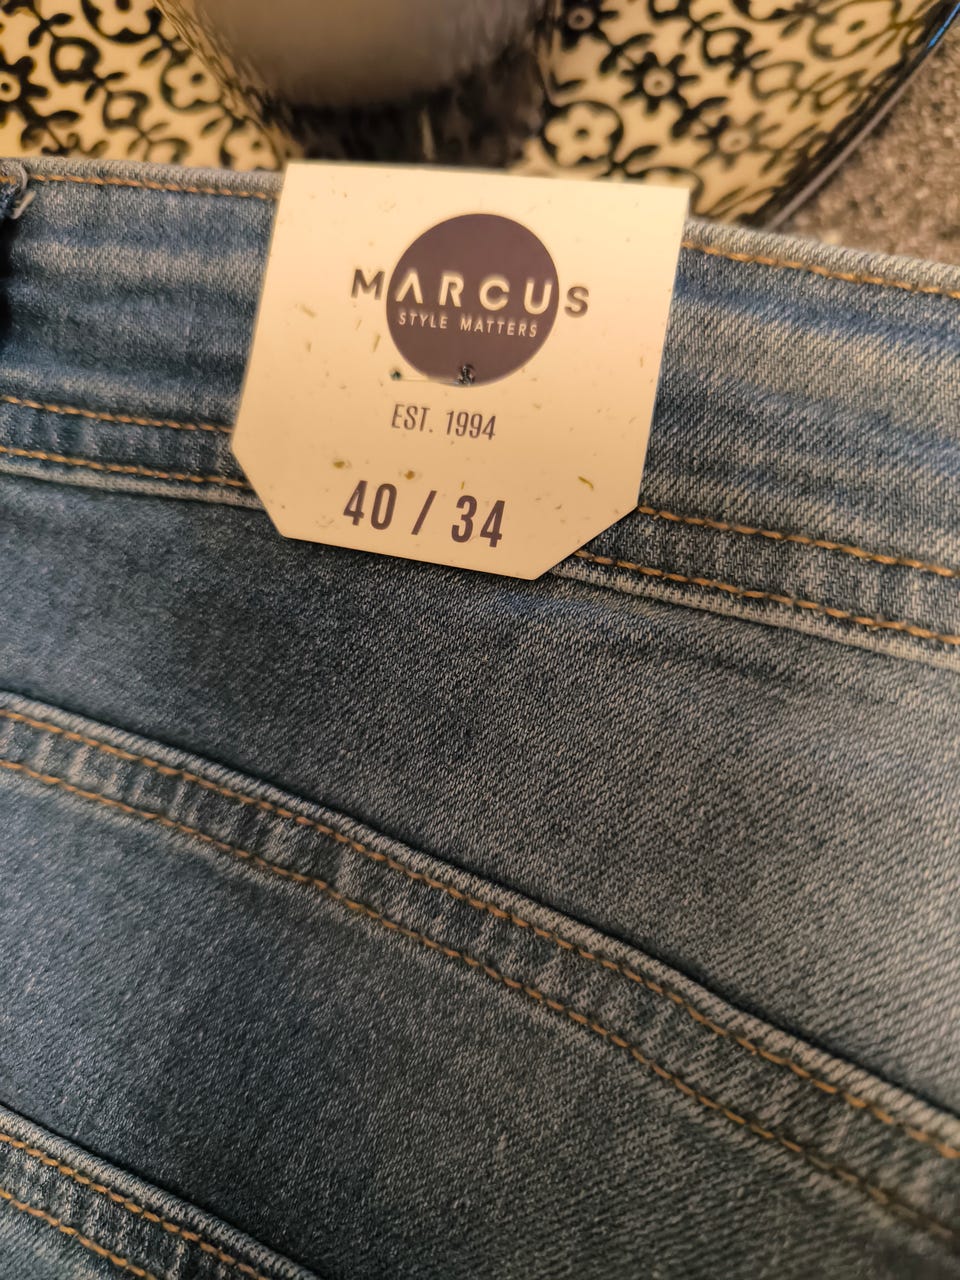 MARCUS
STYLE MATTERS
EST. 1994
40 / 34